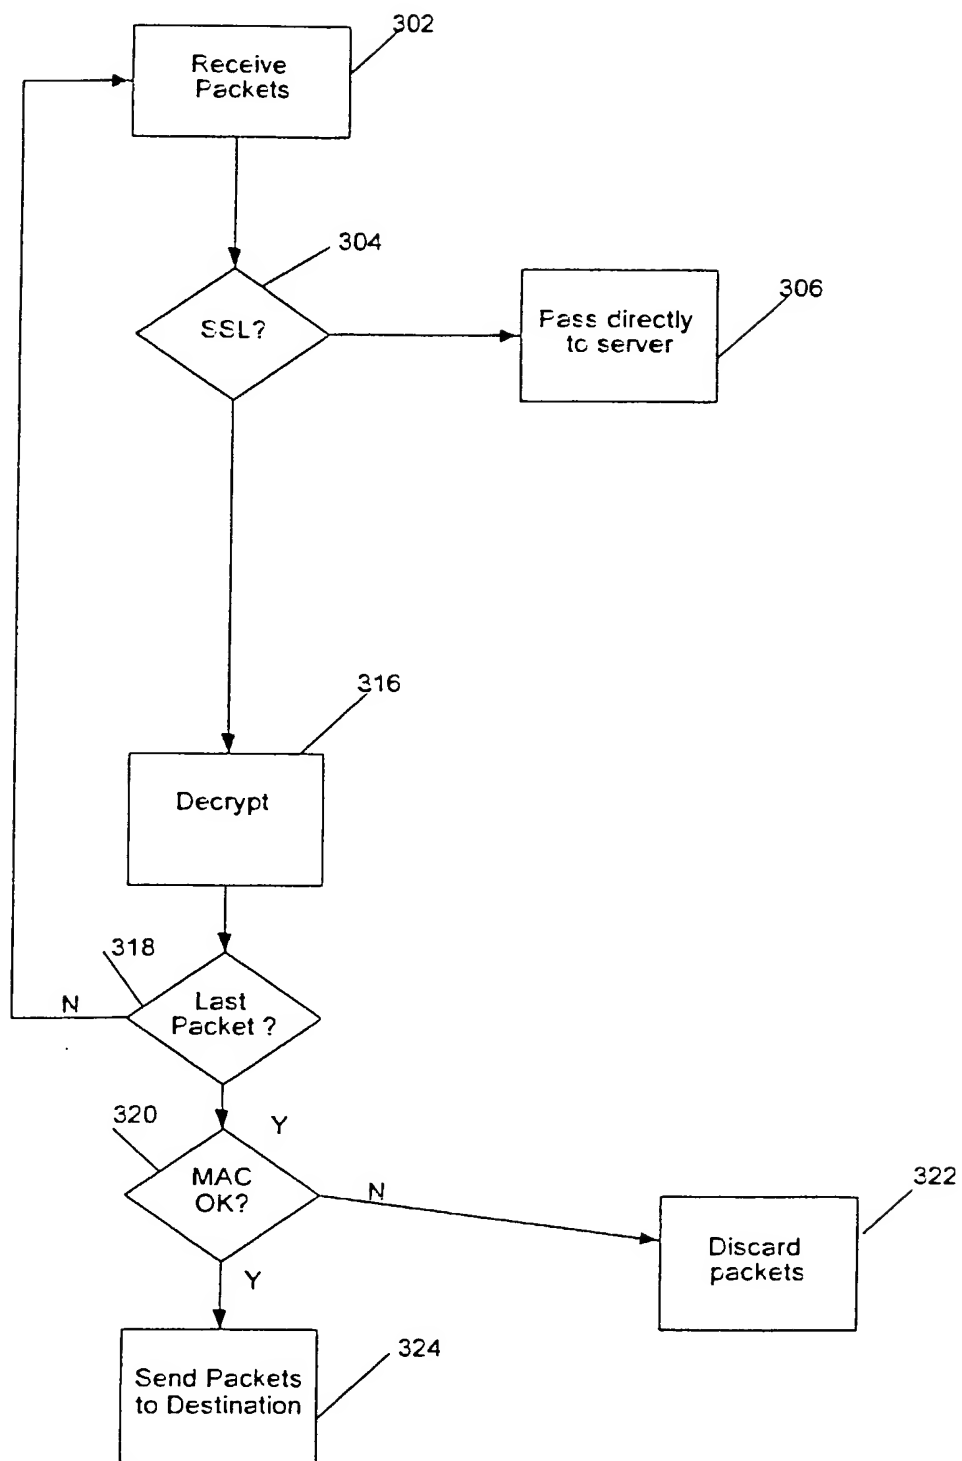 302
Receive
Packets
304
SSL?
306
Pass directly
to server
316
Decrypt
318
N
Last
Packet ?
320
Y
MAC
OK?
N
322
Discard
packets
Y
324
Send Packets
to Destination